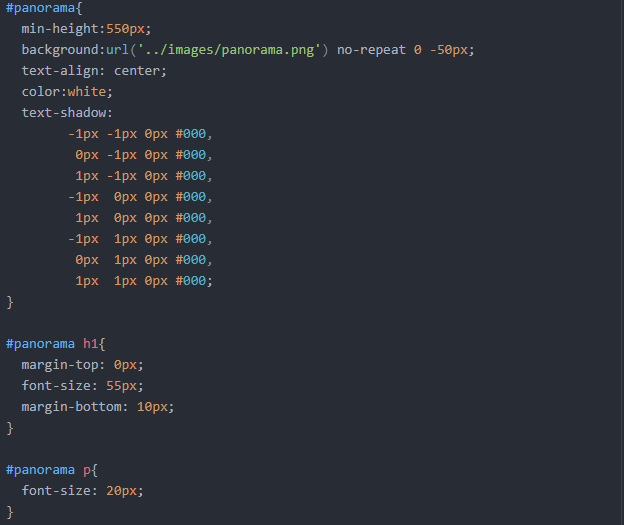 #panorama{
  min-height:550px;
  background:url('../images/panorama.png') no-repeat 0 -50px;
  text-align: center;
  color:white;
  text-shadow:
        -1px -1px 0px #000,
         0px -1px 0px #000,
         1px -1px 0px #000,
        -1px  0px 0px #000,
         1px  0px 0px #000,
        -1px  1px 0px #000,
         0px  1px 0px #000,
         1px  1px 0px #000;
}

#panorama h1{
  margin-top: 0px;
  font-size: 55px;
  margin-bottom: 10px;
}

#panorama p{
  font-size: 20px;
}